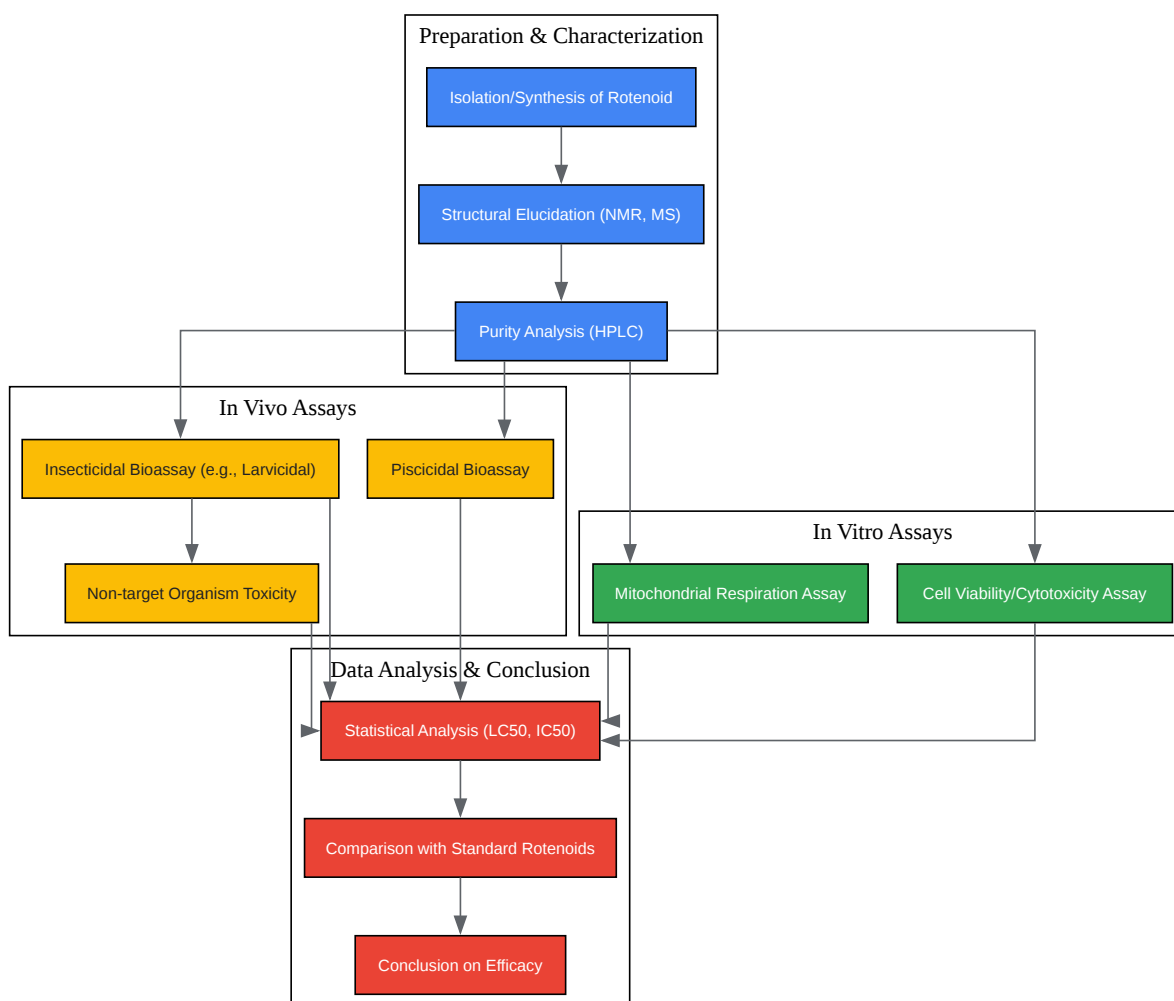 Preparation & Characterization
Isolation/Synthesis of Rotenoid
Structural Elucidation (NMR, MS)
Purity Analysis (HPLC)
In Vivo Assays
Insecticidal Bioassay (e.g., Larvicidal)
Piscicidal Bioassay
Non-target Organism Toxicity
In Vitro Assays
Mitochondrial Respiration Assay
Cell Viability/Cytotoxicity Assay
Data Analysis & Conclusion
Statistical Analysis (LC50, IC50)
Comparison with Standard Rotenoids
Conclusion on Efficacy